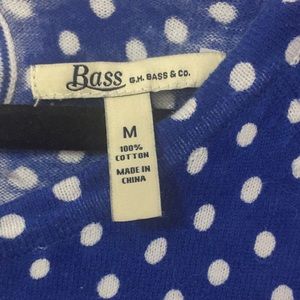 Bass G.H. BASS & CO.
M
100%
COTTON
MADE IN
CHINA